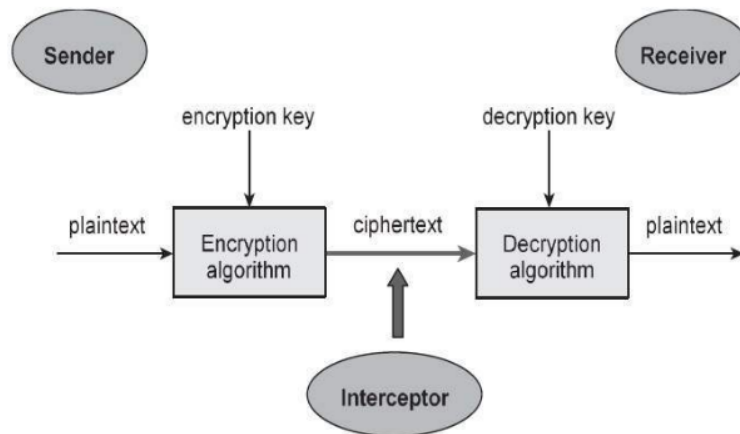 Sender
Receiver
encryption key
decryption key
plaintext
Encryption
algorithm
ciphertext
Decryption
algorithm
plaintext
Interceptor